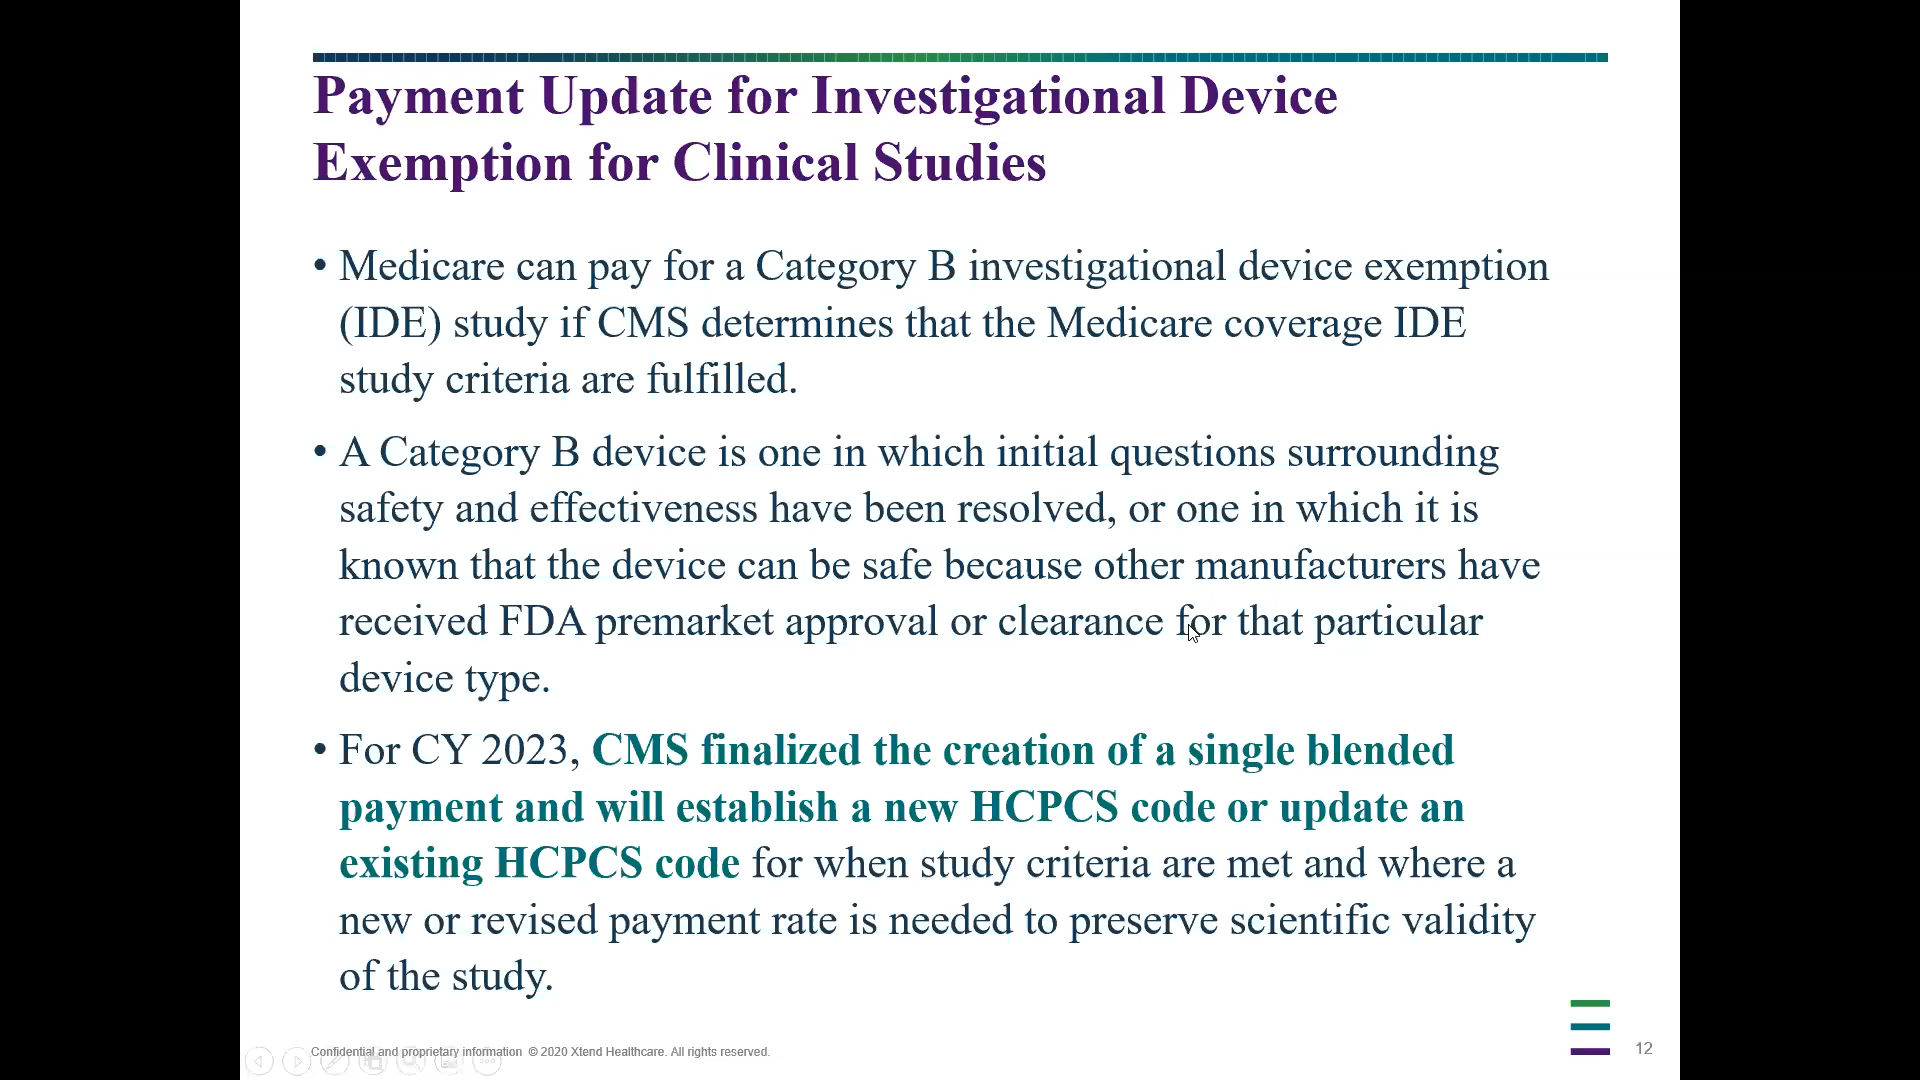 Payment Update for Investigational Device
Exemption for Clinical Studies
• Medicare can pay for a Category B investigational device exemption
(IDE) study if CMS determines that the Medicare coverage IDE
study criteria are fulfilled.
• A Category B device is one in which initial questions surrounding
safety and effectiveness have been resolved, or one in which it is
known that the device can be safe because other manufacturers have
received FDA premarket approval or clearance for that particular
device type.
• For CY 2023, CMS finalized the creation of a single blended
payment and will establish a new HCPCS code or update an
existing HCPCS code for when study criteria are met and where a
new or revised payment rate is needed to preserve scientific validity
of the study.
Confidential and proprietary information © 2020 Xtend Healthcare. All rights reserved.
12